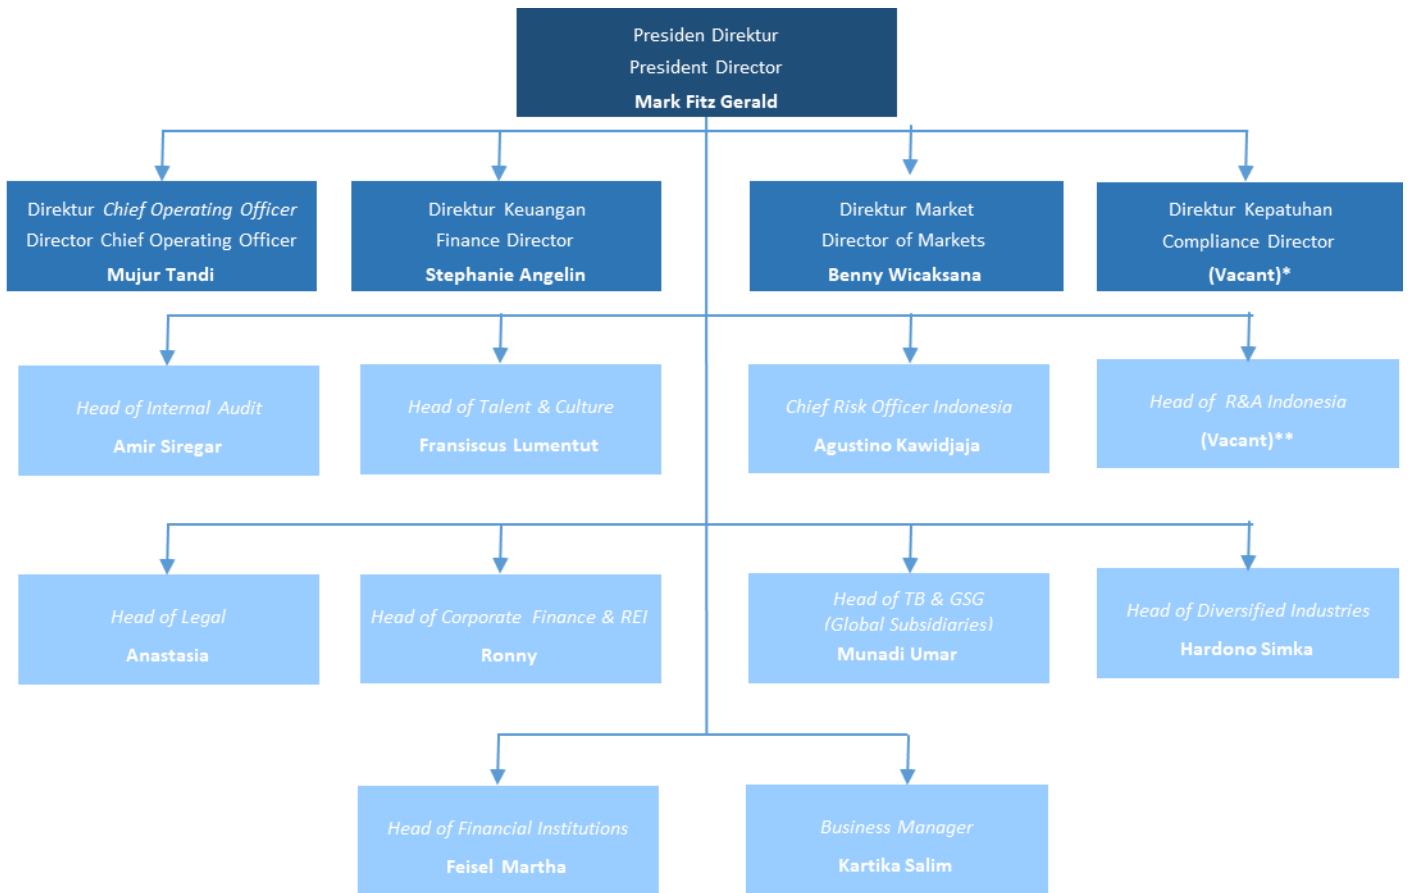 Presiden Direktur
President Director
Mark Fitz Gerald
Direktur Chief Operating Officer
Director Chief Operating Officer
Mujur Tandi
Direktur Keuangan
Finance Director
Stephanie Angelin
Direktur Market
Director of Markets
Benny Wicaksana
Direktur Kepatuhan
Compliance Director
(Vacant)*
Head of Internal Audit
Amir Siregar
Head of Talent & Culture
Fransiscus Lumentut
Chief Risk Officer Indonesia
Agustino Kawidjaja
Head of R&A Indonesia
(Vacant)**
Head of Legal
Anastasia
Head of Corporate Finance & REI
Ronny
Head of TB & GSG
(Global Subsidiaries)
Munadi Umar
Head of Diversified Industries
Hardono Simka
Head of Financial Institutions
Feisel Martha
Business Manager
Kartika Salim